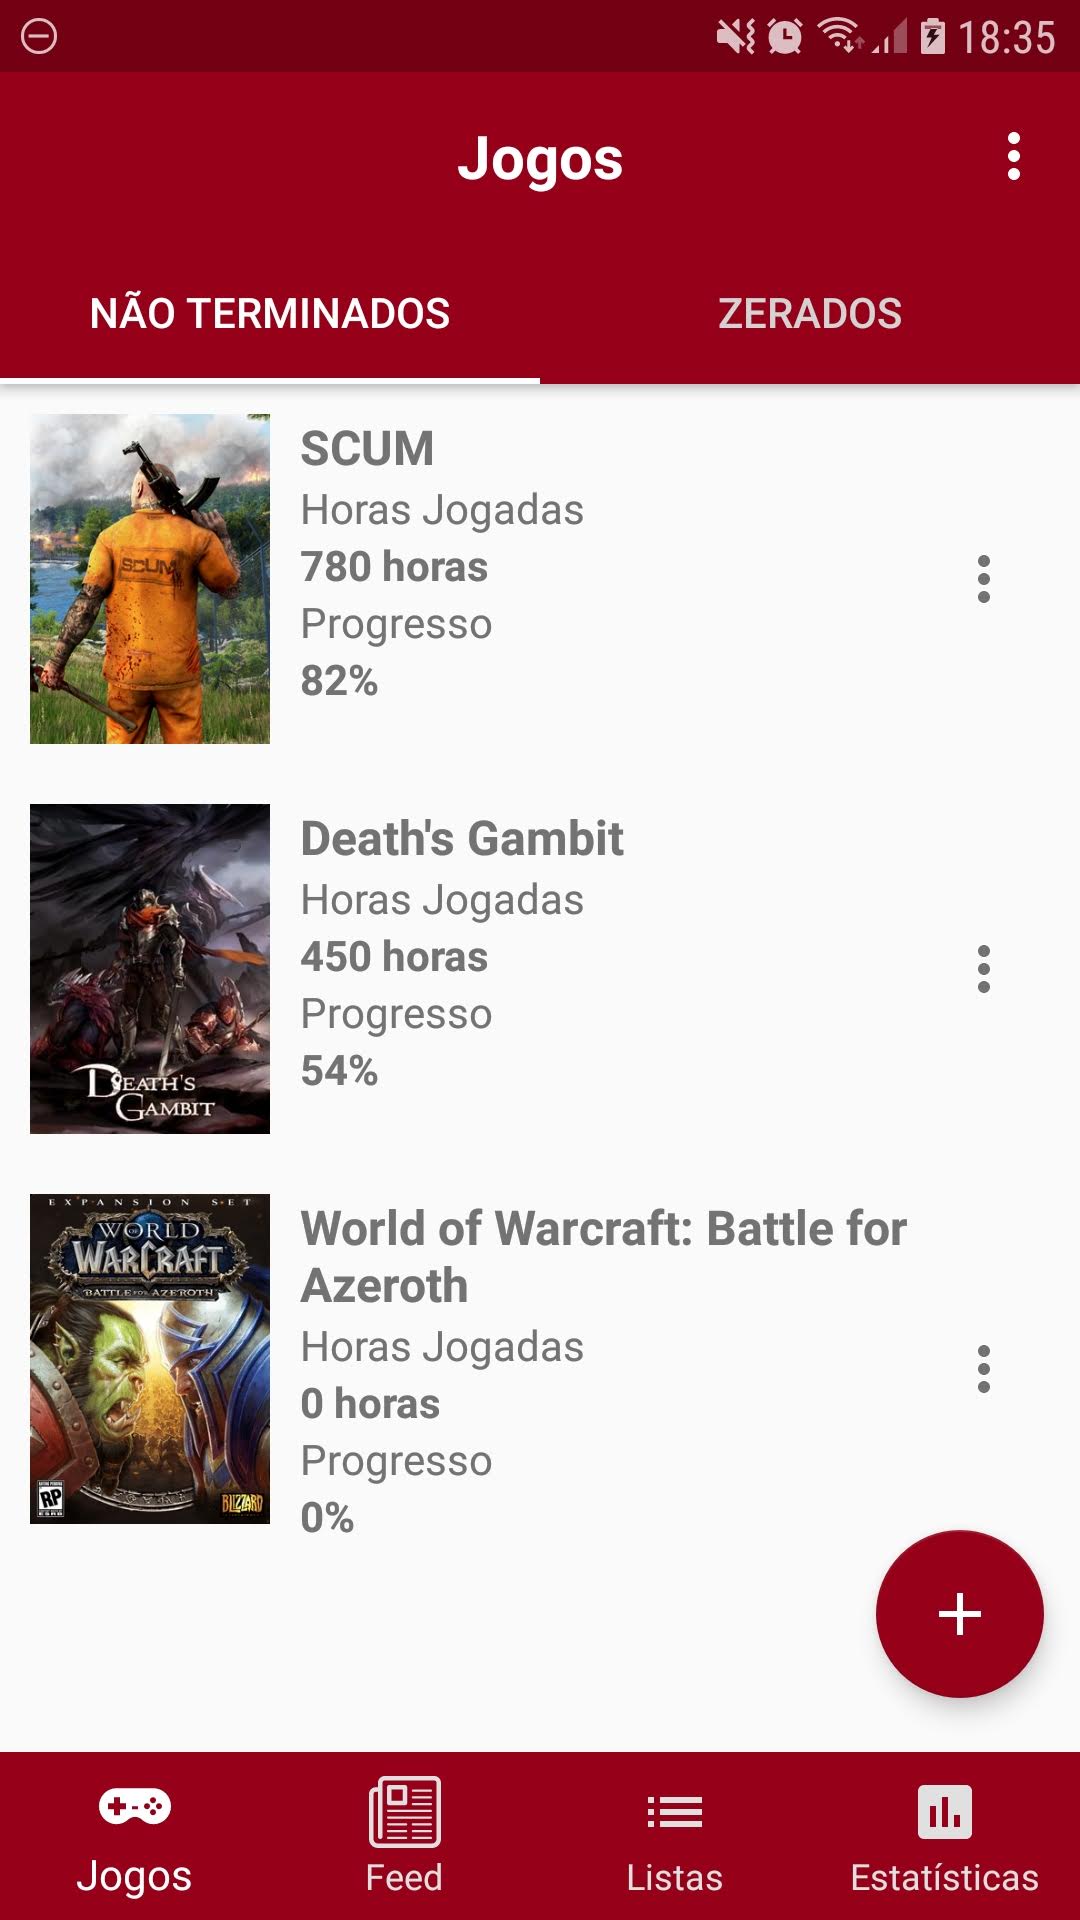 18:35
Jogos
NÃO TERMINADOS
ZERADOS
SCUM
SCUM
Horas Jogadas
780 horas
Progresso
82%
DEATH'S
GAMBIT
Death's Gambit
Horas Jogadas
450 horas
Progresso
54%
EXPANSION SET
WORLD
OF
WARCRAFT
BATTLE FOR AZEROTH
RP
BLIZZARD
World of Warcraft: Battle for
Azeroth
Horas Jogadas
0 horas
Progresso
0%
Jogos
Feed
Listas
Estatísticas